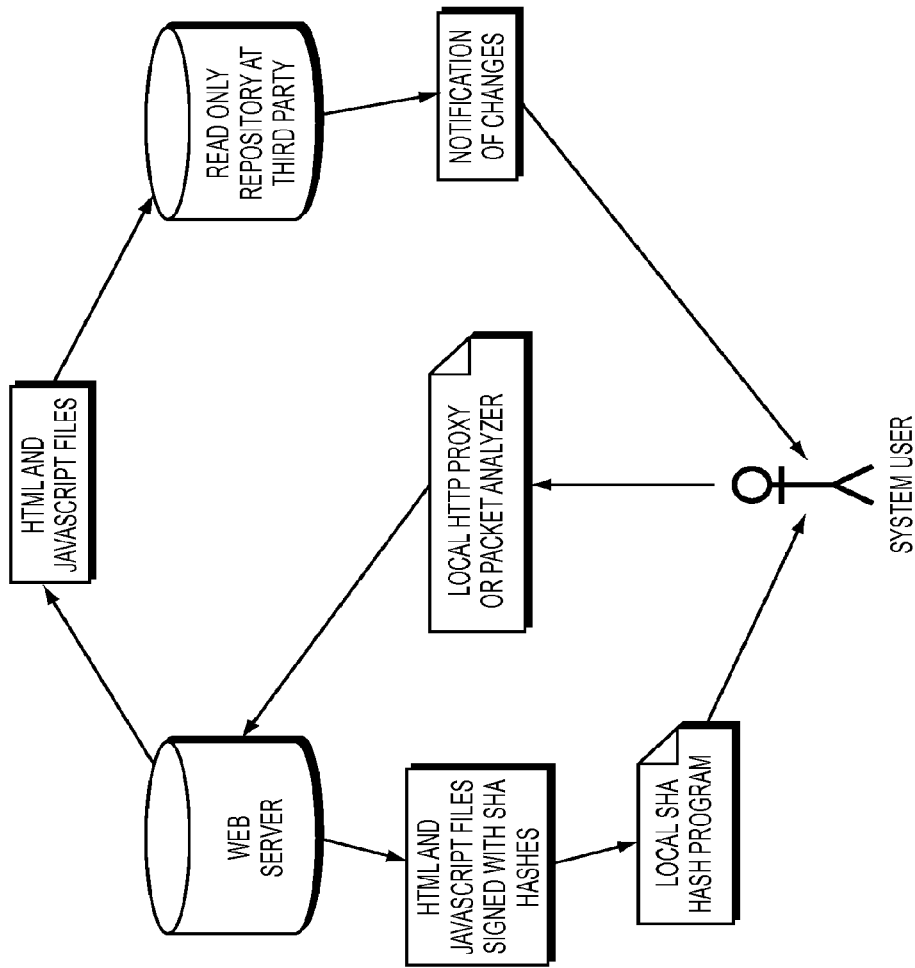 HTML AND
JAVASCRIPT FILES
WEB
SERVER
READ ONLY
REPOSITORY AT
THIRD PARTY
HTML AND
JAVASCRIPT FILES
SIGNED WITH SHA
HASHES
LOCAL HTTP PROXY
OR PACKET ANALYZER
NOTIFICATION
OF CHANGES
LOCAL SHA
HASH PROGRAM
SYSTEM USER